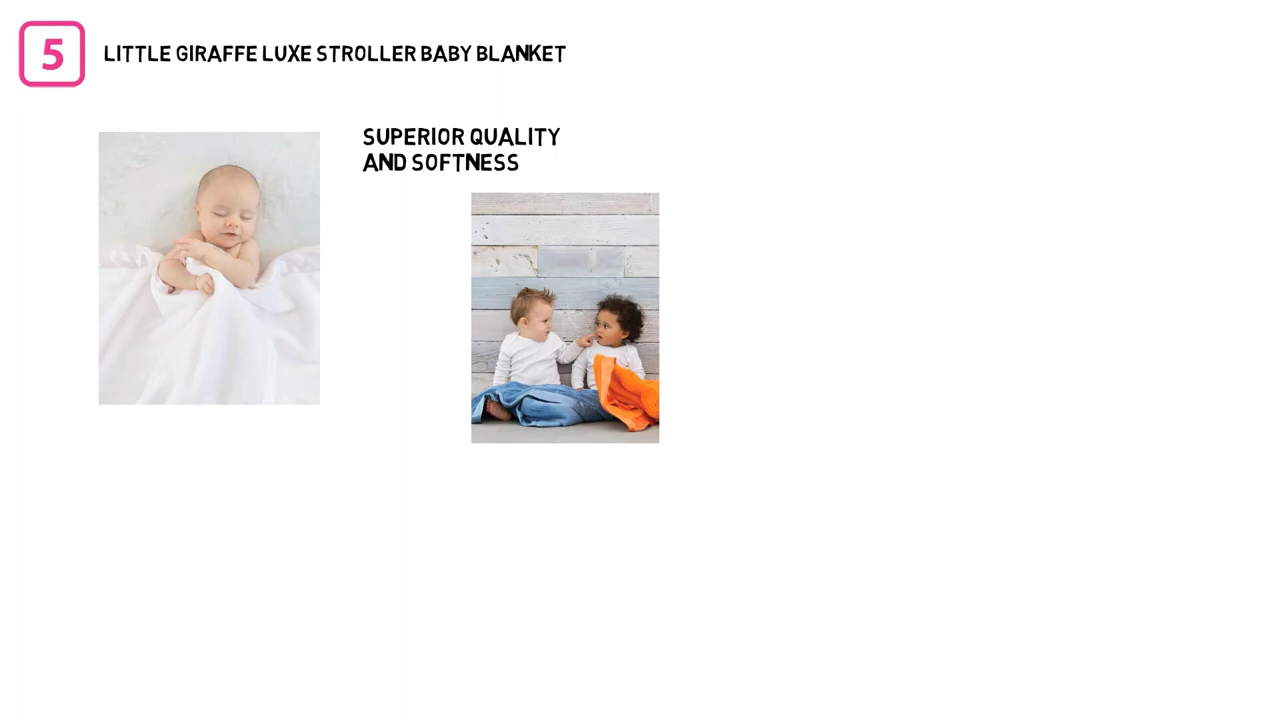 5
LITTLE GIRAFFE LUXE STROLLER BABY BLANKET
SUPERIOR QUALITY
AND SOFTNESS